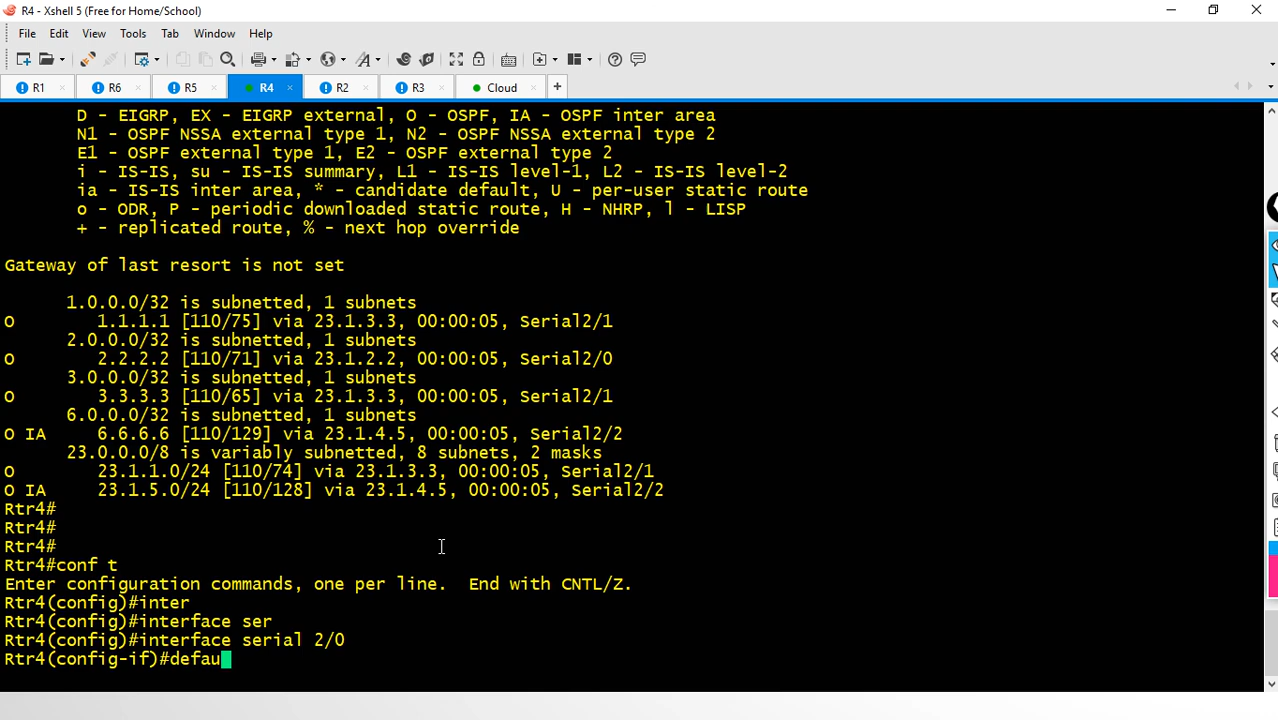 R4 - Xshell 5 (Free for Home/School)
File Edit View Tools Tab Window Help
R1 R6 R5 R4 R2 R3 Cloud
D - EIGRP, EX - EIGRP external, O - OSPF, IA - OSPF inter area
N1 - OSPF NSSA external type 1, N2 - OSPF NSSA external type 2
E1 - OSPF external type 1, E2 - OSPF external type 2
i - IS-IS, su - IS-IS summary, L1 - IS-IS level-1, L2 - IS-IS level-2
ia - IS-IS inter area, * - candidate default, U - per-user static route
o - ODR, P - periodic downloaded static route, H - NHRP, l - LISP
+ - replicated route, % - next hop override
Gateway of last resort is not set
1.0.0.0/32 is subnetted, 1 subnets
O 1.1.1.1 [110/75] via 23.1.3.3, 00:00:05, Serial2/1
2.0.0.0/32 is subnetted, 1 subnets
O 2.2.2.2 [110/71] via 23.1.2.2, 00:00:05, Serial2/0
3.0.0.0/32 is subnetted, 1 subnets
O 3.3.3.3 [110/65] via 23.1.3.3, 00:00:05, Serial2/1
6.0.0.0/32 is subnetted, 1 subnets
O IA 6.6.6.6 [110/129] via 23.1.4.5, 00:00:05, Serial2/2
23.0.0.0/8 is variably subnetted, 8 subnets, 2 masks
O 23.1.1.0/24 [110/74] via 23.1.3.3, 00:00:05, Serial2/1
O IA 23.1.5.0/24 [110/128] via 23.1.4.5, 00:00:05, Serial2/2
Rtr4#
Rtr4#
Rtr4#
Rtr4#conf t
Enter configuration commands, one per line. End with CNTL/Z.
Rtr4(config)#inter
Rtr4(config)#interface ser
Rtr4(config)#interface serial 2/0
Rtr4(config-if)#defau